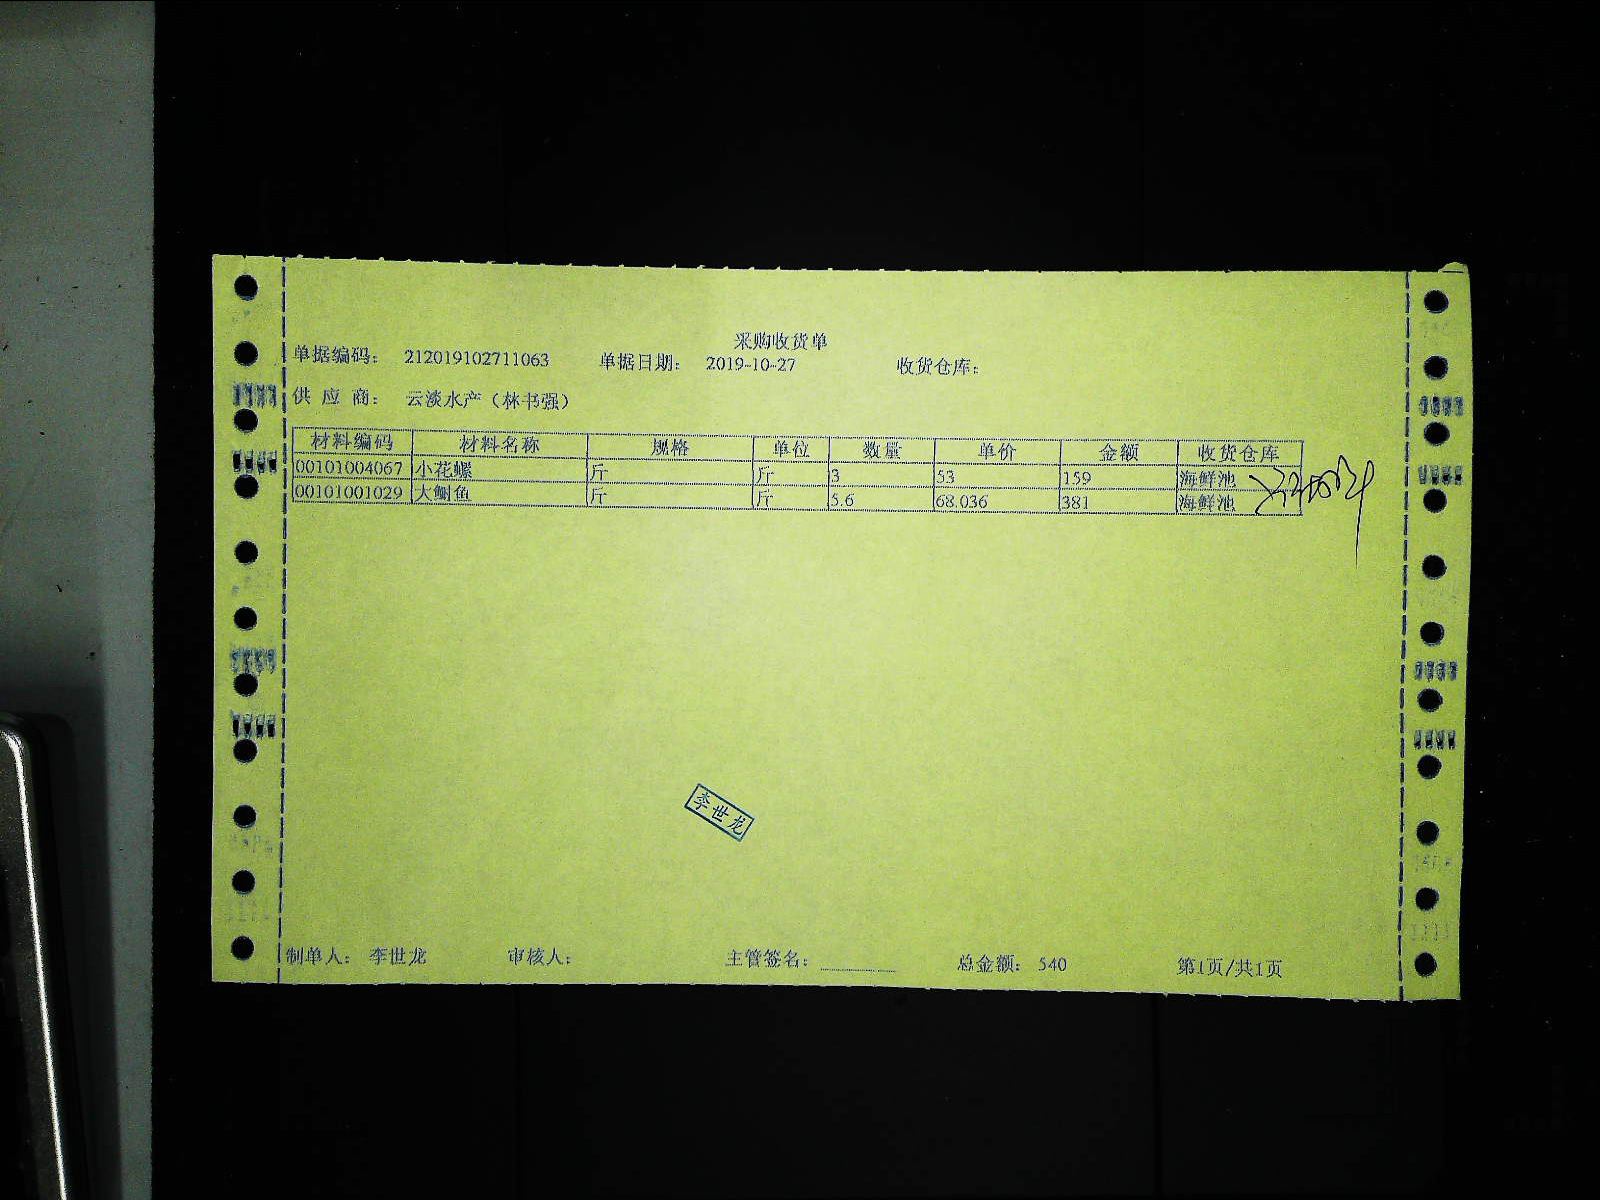 采购收货单
单据编码： 212019102711063 单据日期： 2019-10-27 收货仓库：
供 应 商： 云淡水产（林书强）
材料编码 材料名称 规格 单位 数量 单价 金额 收货仓库
00101004067 小花螺 斤 斤 3 53 159 海鲜池
00101001029 大鲗鱼 斤 斤 5.6 68.036 381 海鲜池
李世龙
制单人： 李世龙 审核人： 主管签名： 总金额： 540 第1页/共1页